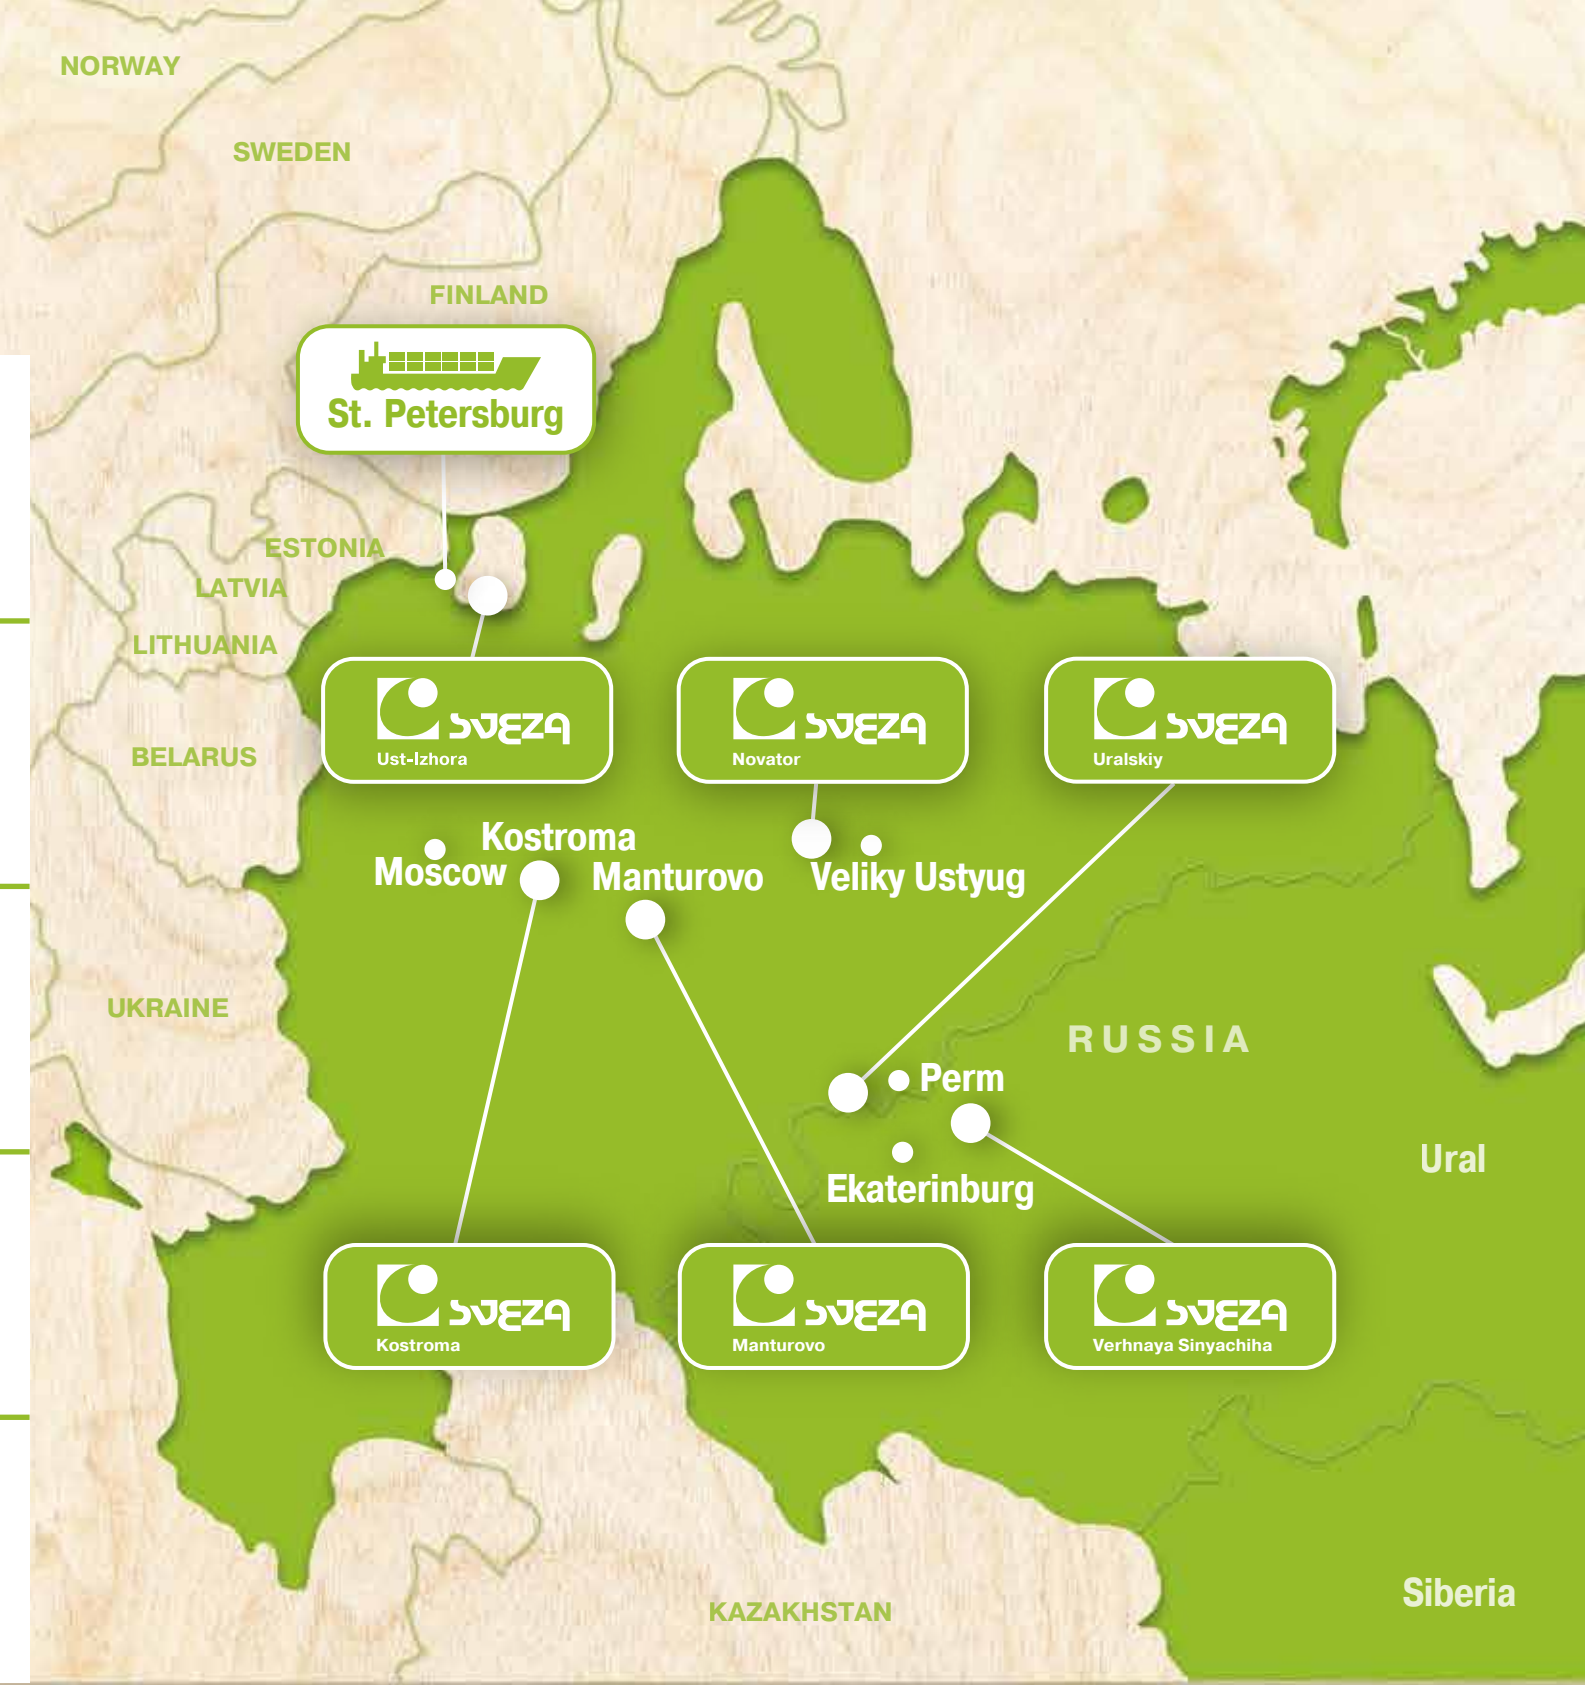 NORWAY
SWEDEN
FINLAND
St. Petersburg
ESTONIA
LATVIA
LITHUANIA
BELARUS
SVEZA
Ust-Izhora
SVEZA
Novator
SVEZA
Uralskiy
Kostroma
Moscow
Manturovo
Veliky Ustyug
UKRAINE
RUSSIA
Perm
Ural
Ekaterinburg
SVEZA
Kostroma
SVEZA
Manturovo
SVEZA
Verhnaya Sinyachiha
Siberia
KAZAKHSTAN